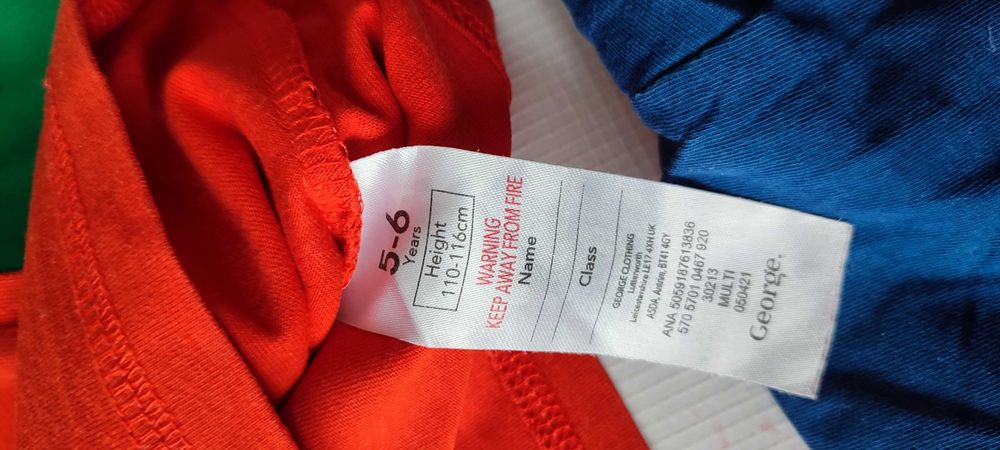 5-6
Years
Height
110-116cm
WARNING
KEEP AWAY FROM FIRE
Name
Class
GEORGE CLOTHING
Lutterworth
Leicestershire LE17 4XH UK
ASDA, Antrim, BT41 4GY
ANA 5059187613836
570 5701 0467 920
30213
MULTI
050421
George.